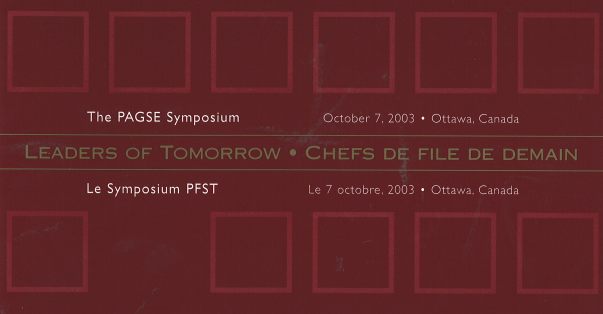 The PAGSE Symposium October 7, 2003 • Ottawa, Canada
LEADERS OF TOMORROW • CHEFS DE FILE DE DEMAIN
Le Symposium PFST Le 7 octobre, 2003 • Ottawa, Canada